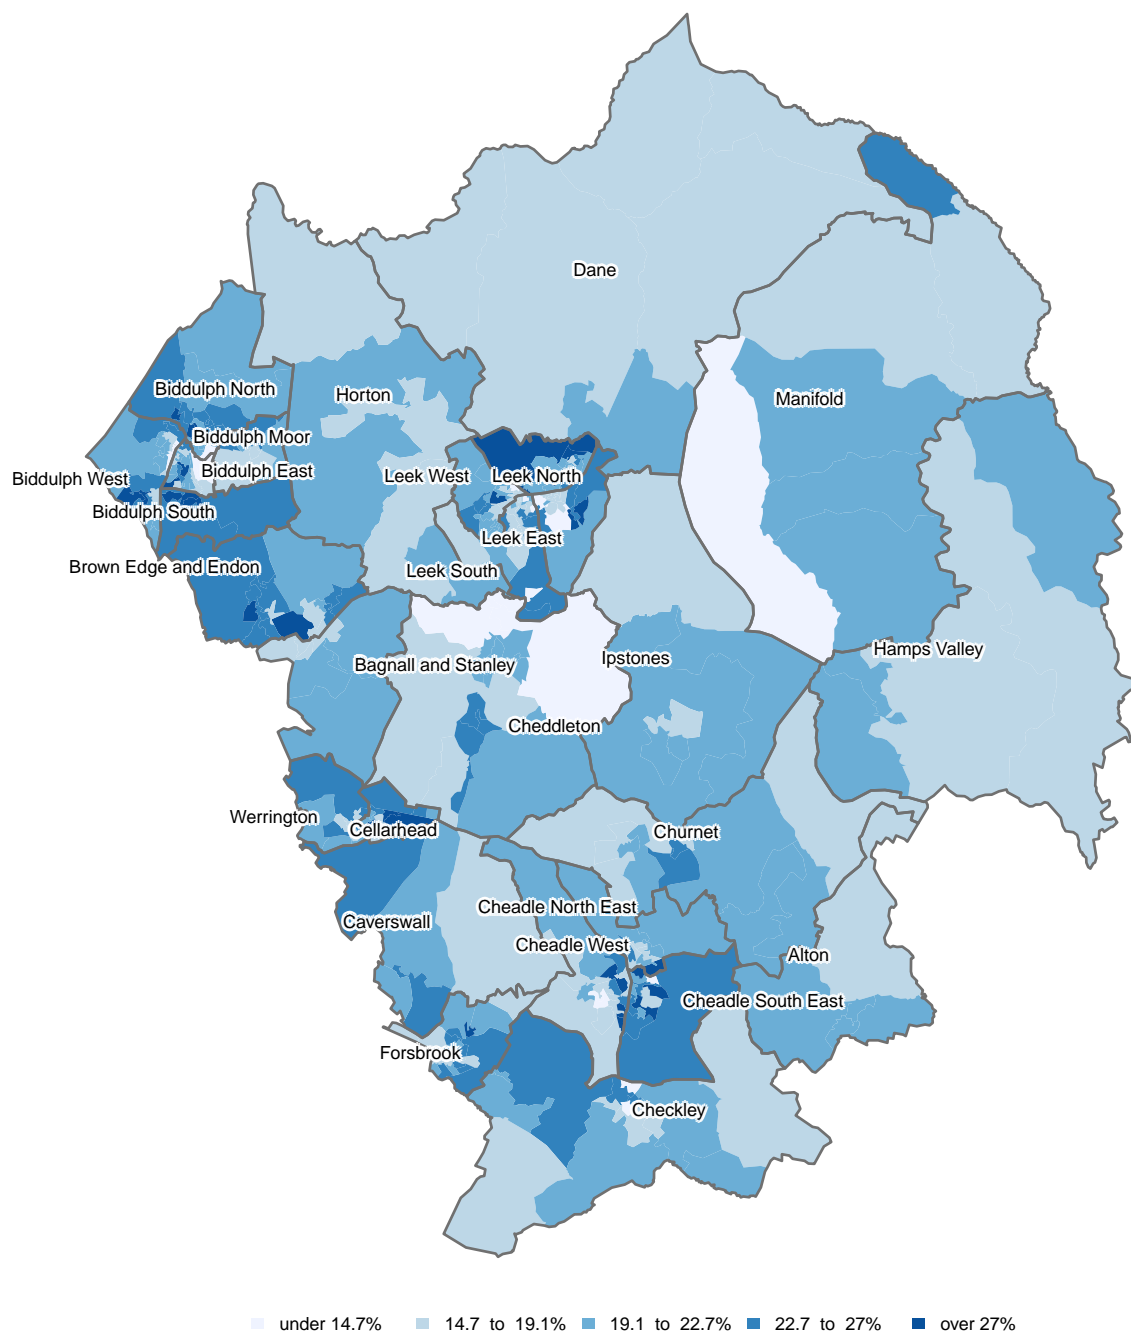 Dane
Biddulph North
Horton
Manifold
Biddulph Moor
Biddulph East
Biddulph West
Leek West
Leek North
Biddulph South
Leek East
Brown Edge and Endon
Leek South
Hamps Valley
Bagnall and Stanley
Ipstones
Cheddleton
Werrington
Cellarhead
Churnet
Cheadle North East
Caverswall
Cheadle West
Alton
Cheadle South East
Forsbrook
Checkley
under 14.7% 14.7 to 19.1% 19.1 to 22.7% 22.7 to 27% over 27%